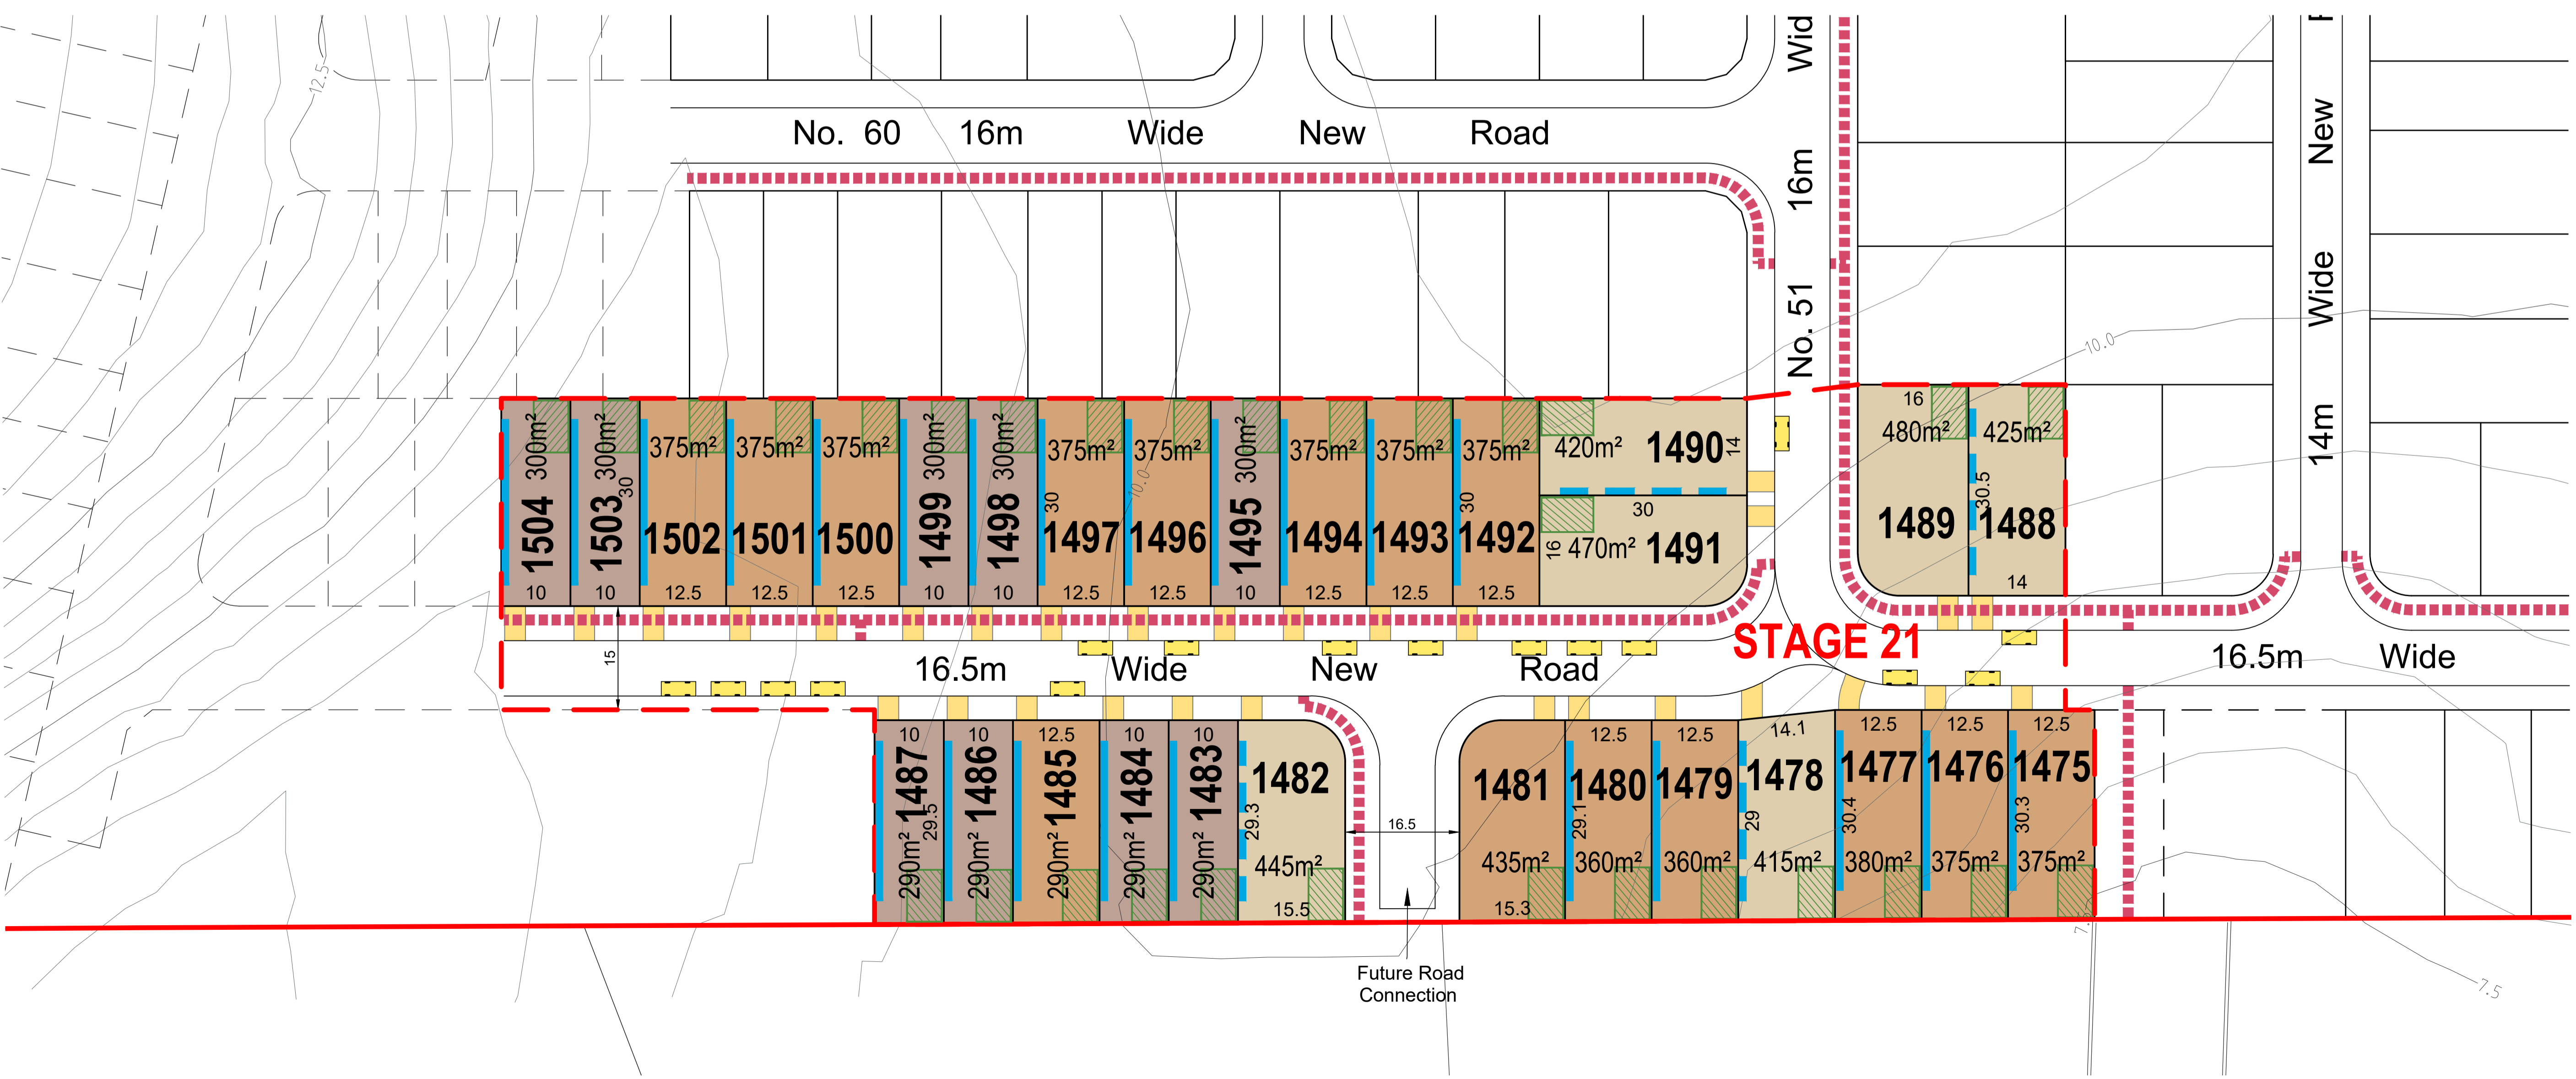 12.5
No. 60 16m Wide New Road
No. 51 16m Wid
14m Wide New
10.0
1504 300m² 10
1503 300m² 30 10
375m² 1502 12.5
375m² 1501 12.5
375m² 1500 12.5
1499 300m² 10
1498 300m² 10
375m² 30 1497 12.5
375m² 1496 12.5
10.0
1495 300m² 10
375m² 1494 12.5
375m² 1493 12.5
375m² 30 1492 12.5
420m² 1490 14
30
16 470m² 1491
16 480m² 1489
425m² 30.5 1488 14
STAGE 21
15
16.5m Wide New Road
16.5m Wide
10 1487 290m² 29.5
10 1486 290m²
12.5 1485 290m²
10 1484 290m²
10 1483 290m²
1482 29.3 445m² 15.5
16.5
1481 435m² 15.3
12.5 1480 29.1 360m²
12.5 1479 360m²
14.1 1478 29 415m²
12.5 1477 30.4 380m²
12.5 1476 375m²
12.5 1475 30.3 375m²
Future Road
Connection
7.5